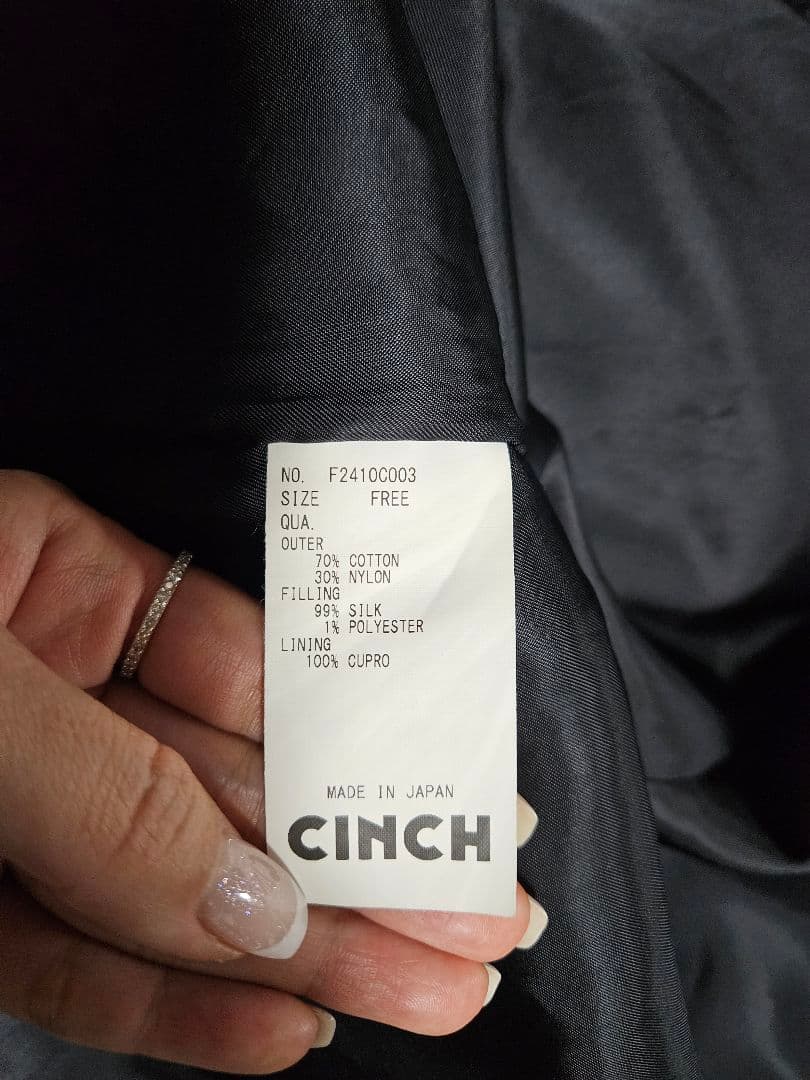 NO. F2410C003
SIZE FREE
QUA.
OUTER
70% COTTON
30% NYLON
FILLING
99% SILK
1% POLYESTER
LINING
100% CUPRO
MADE IN JAPAN
CINCH